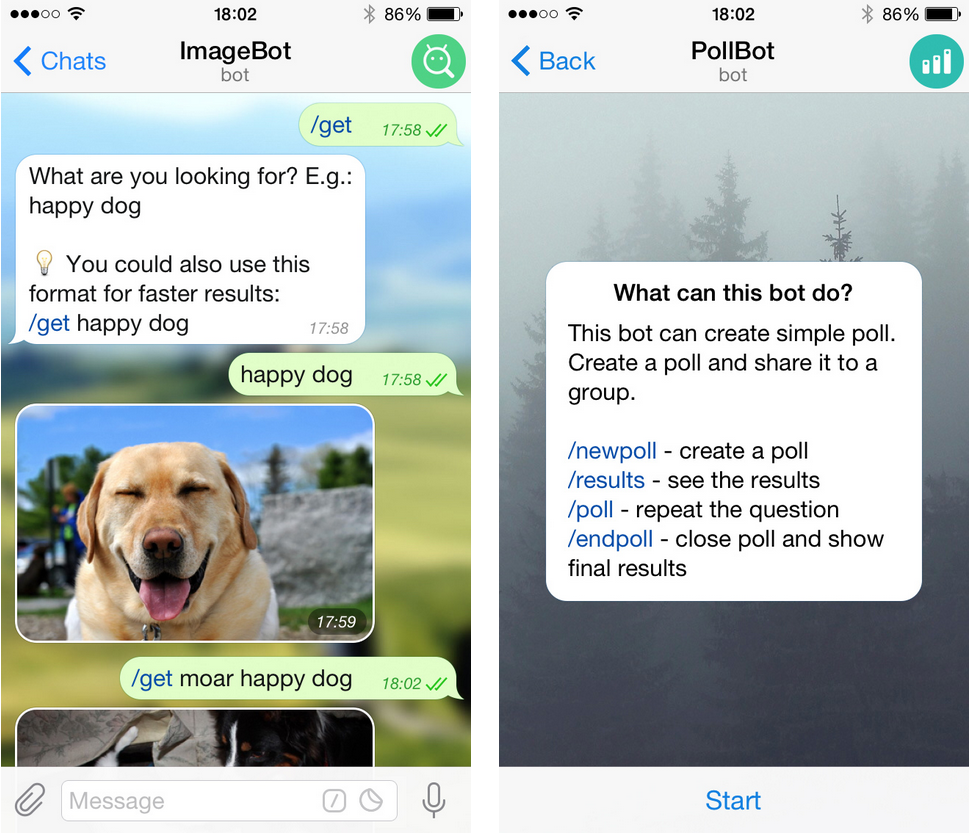 18:02
86%
Chats
ImageBot
bot
/get
17:58
What are you looking for? E.g.:
happy dog
You could also use this
format for faster results:
/get happy dog
17:58
happy dog
17:58
17:59
/get moar happy dog
18:02
Message
18:02
86%
Back
PollBot
bot
What can this bot do?
This bot can create simple poll.
Create a poll and share it to a
group.
/newpoll - create a poll
/results - see the results
/poll - repeat the question
/endpoll - close poll and show
final results
Start